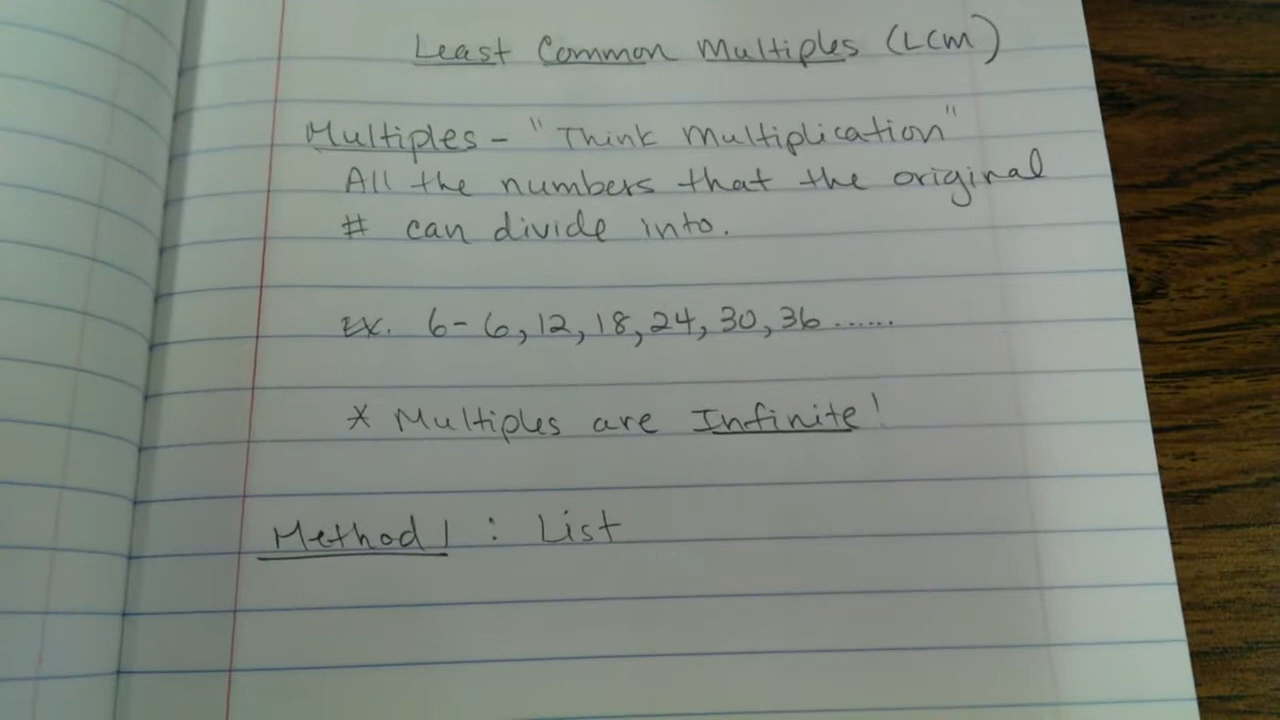 Least Common Multiples (LCM)
Multiples - "Think Multiplication"
All the numbers that the original
# can divide into.
Ex. 6 - 6, 12, 18, 24, 30, 36 ......
* Multiples are Infinite!
Method 1 : List